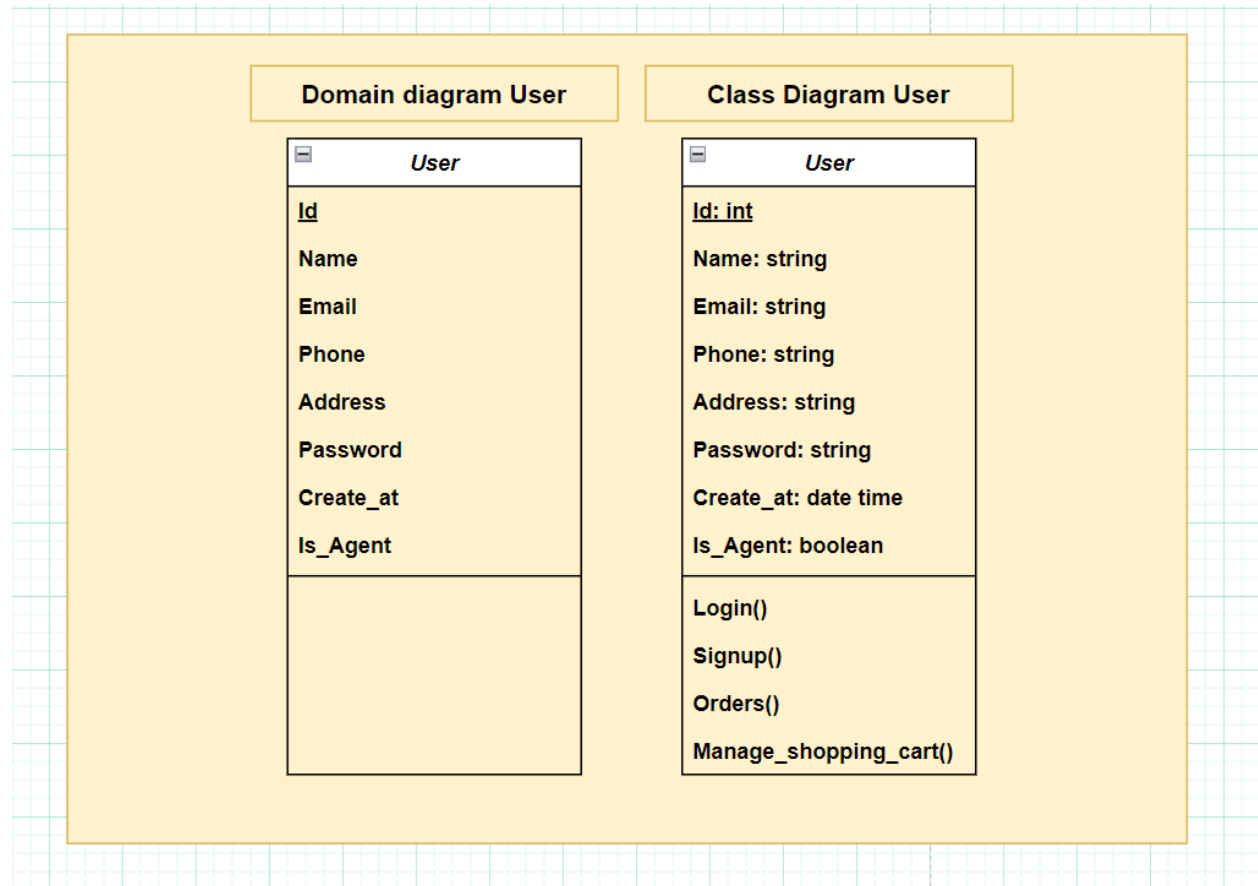 Domain diagram User
Class Diagram User
User
Id
Name
Email
Phone
Address
Password
Create_at
Is_Agent
User
Id: int
Name: string
Email: string
Phone: string
Address: string
Password: string
Create_at: date time
Is_Agent: boolean
Login()
Signup()
Orders()
Manage_shopping_cart()